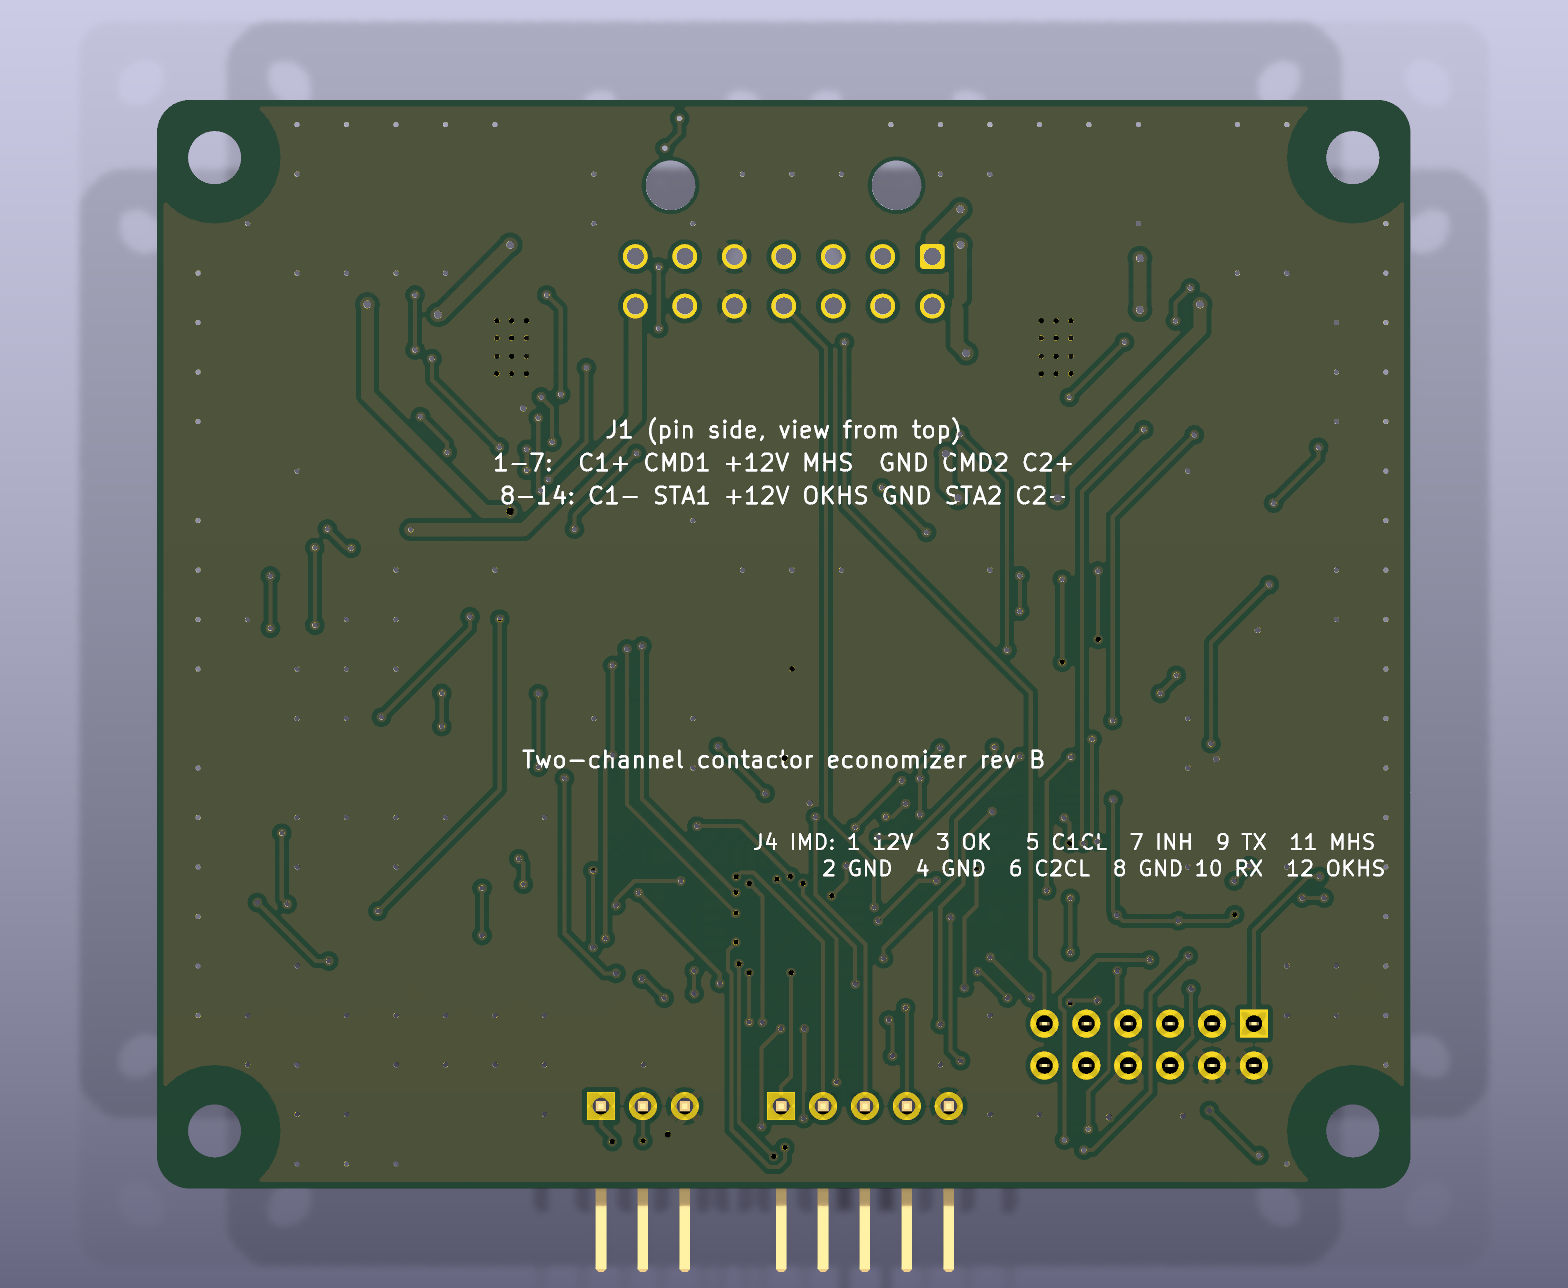 J1 (pin side, view from top)
1-7: C1+ CMD1 +12V MHS GND CMD2 C2+
8-14: C1- STA1 +12V OKHS GND STA2 C2-
Two-channel contactor economizer rev B
J4 IMD: 1 12V 3 OK 5 C1CL 7 INH 9 TX 11 MHS
2 GND 4 GND 6 C2CL 8 GND 10 RX 12 OKHS